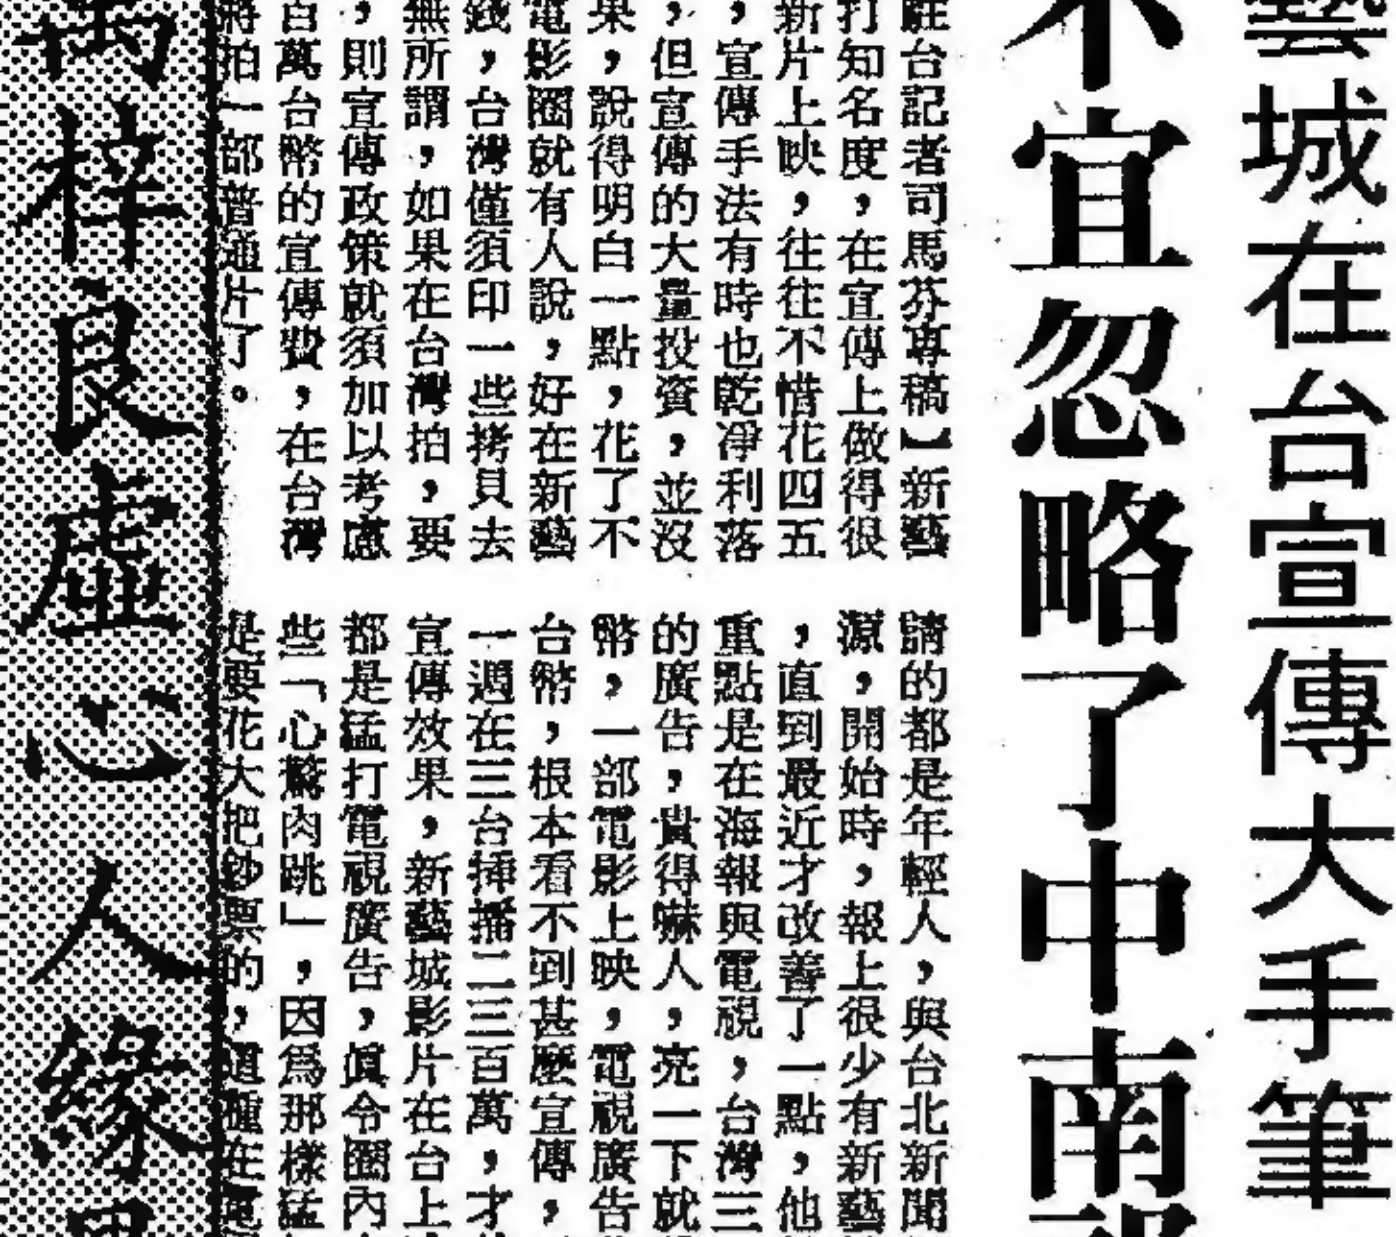 藝城在台宣傳大手筆
不宜忽略了中南部
駐台記者司馬芬專稿】新藝
打知名度，在宣傳上做得很
新片上映，往往不惜花四五
，宣傳手法有時也乾淨利落
，但宣傳的大量投資，並沒
果，說得明白一點，花了不
電影圈就有人說，好在新藝
錢，台灣僅須印一些拷貝去
無所謂，如果在台灣拍，要
，則宣傳政策就須加以考慮
百萬台幣的宣傳費，在台灣
將拍一部普通片了。
請的都是年輕人，與台北新聞
源，開始時，報上很少有新藝
，直到最近才改善了一點，他
重點是在海報與電視，台灣三
的廣告，貴得嚇人，亮一下就
幣，一部電影上映，電視廣告
台幣，根本看不到甚麼宣傳，
一週在三台揷播二三百萬，才
宣傳效果，新藝城影片在台上
都是猛打電視廣告，眞令圈內
些「心驚肉跳」，因爲那樣猛
是要花大把鈔票的，這種在電
萬梓良虛心人緣